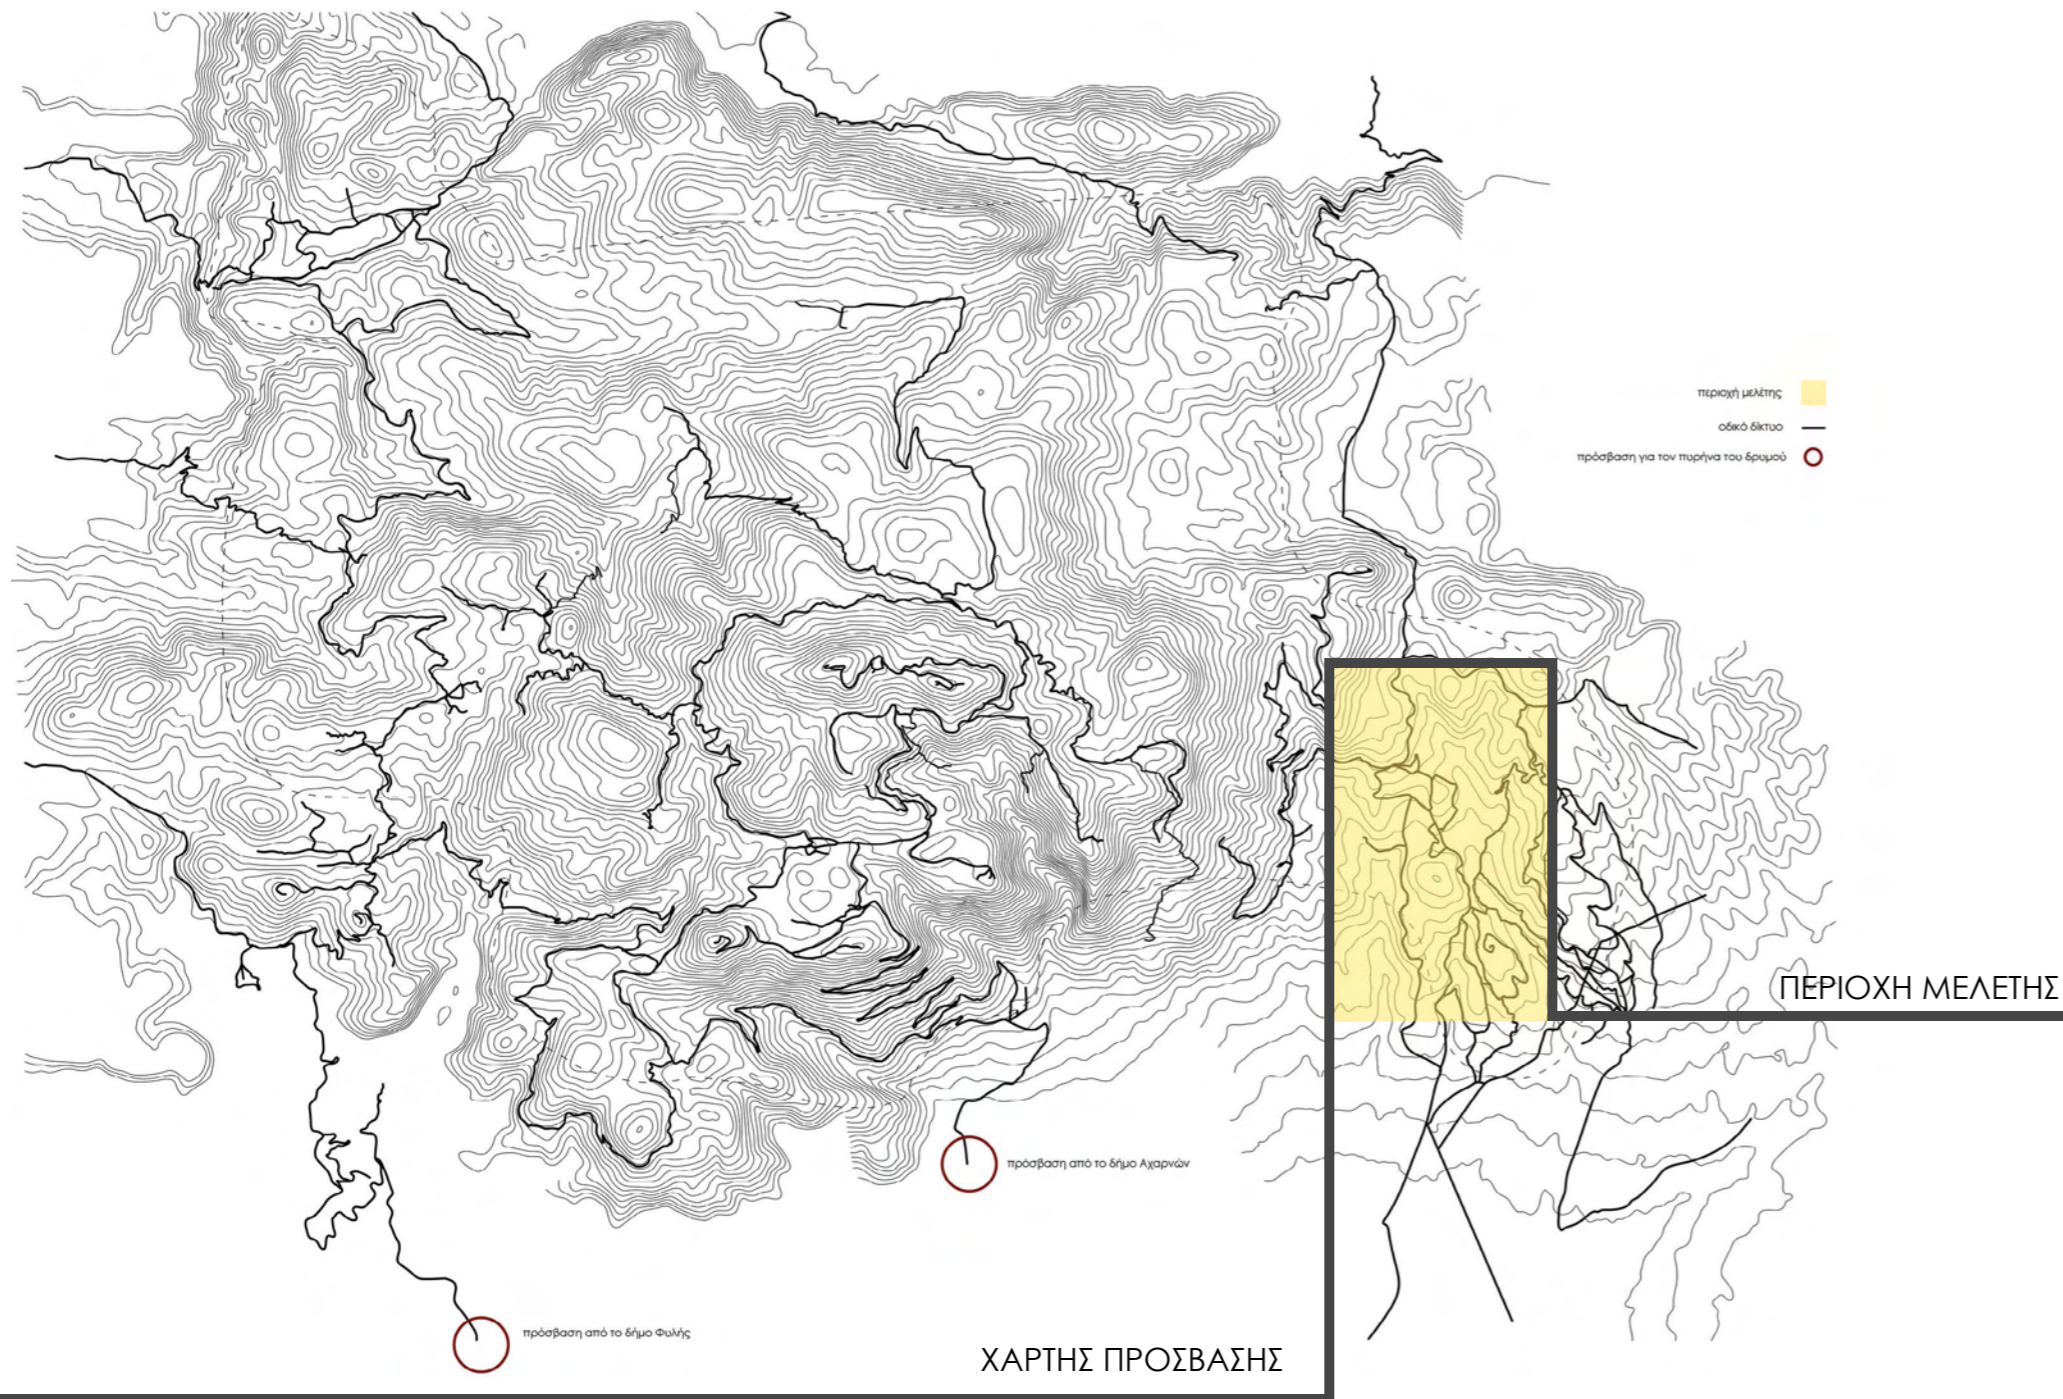 περιοχή μελέτης
οδικό δίκτυο
πρόσβαση για τον πυρήνα του δρυμού
ΠΕΡΙΟΧΗ ΜΕΛΕΤΗΣ
πρόσβαση από το δήμο Αχαρνών
πρόσβαση από το δήμο Φυλής
ΧΑΡΤΗΣ ΠΡΟΣΒΑΣΗΣ